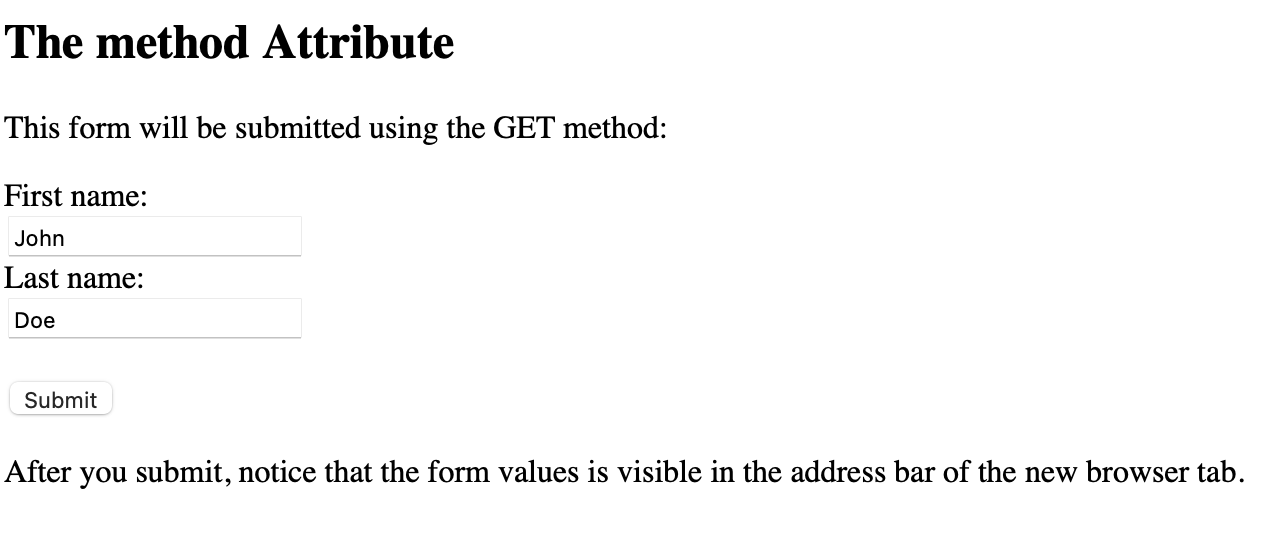 The method Attribute
This form will be submitted using the GET method:
First name:
John
Last name:
Doe
Submit
After you submit, notice that the form values is visible in the address bar of the new browser tab.